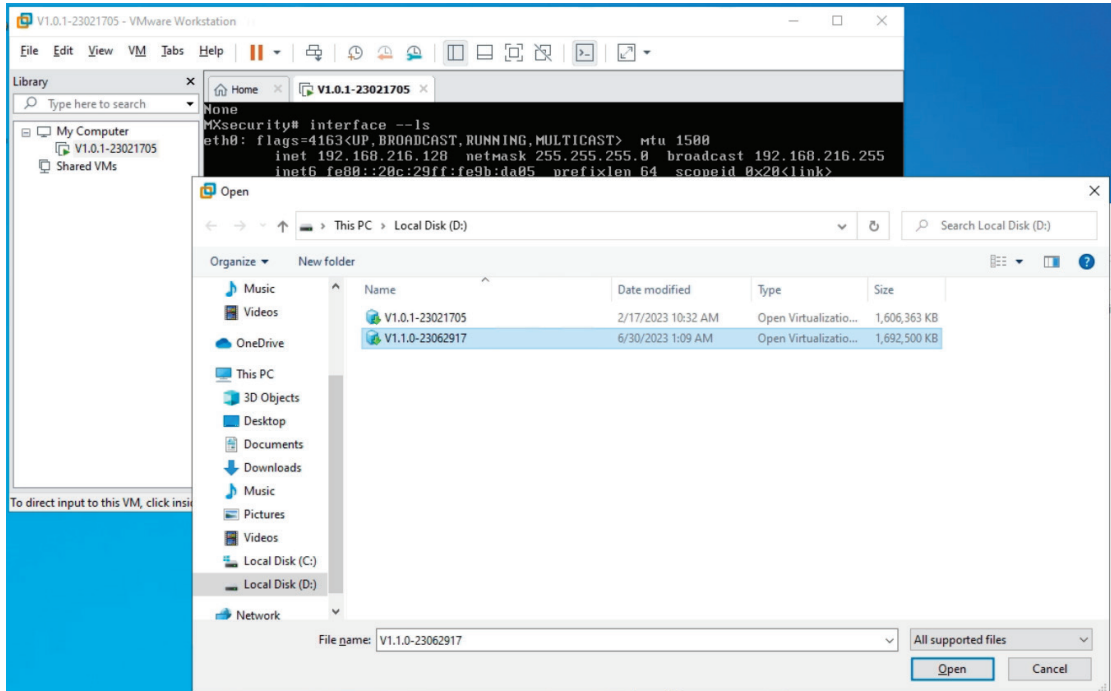 V1.0.1-23021705 - VMware Workstation
File Edit View VM Tabs Help
Library
Type here to search
My Computer
V1.0.1-23021705
Shared VMs
Home V1.0.1-23021705
None
MXsecurity# interface --ls
eth0: flags=4163<UP,BROADCAST,RUNNING,MULTICAST> mtu 1500
inet 192.168.216.128 netmask 255.255.255.0 broadcast 192.168.216.255
inet6 fe80::20c:29ff:fe9b:da05 prefixlen 64 scopeid 0x20<link>
To direct input to this VM, click insi
Open
This PC > Local Disk (D:)
Search Local Disk (D:)
Organize New folder
Name Date modified Type Size
V1.0.1-23021705 2/17/2023 10:32 AM Open Virtualizatio... 1,606,363 KB
V1.1.0-23062917 6/30/2023 1:09 AM Open Virtualizatio... 1,692,500 KB
Music
Videos
OneDrive
This PC
3D Objects
Desktop
Documents
Downloads
Music
Pictures
Videos
Local Disk (C:)
Local Disk (D:)
Network
File name: V1.1.0-23062917
All supported files
Open Cancel